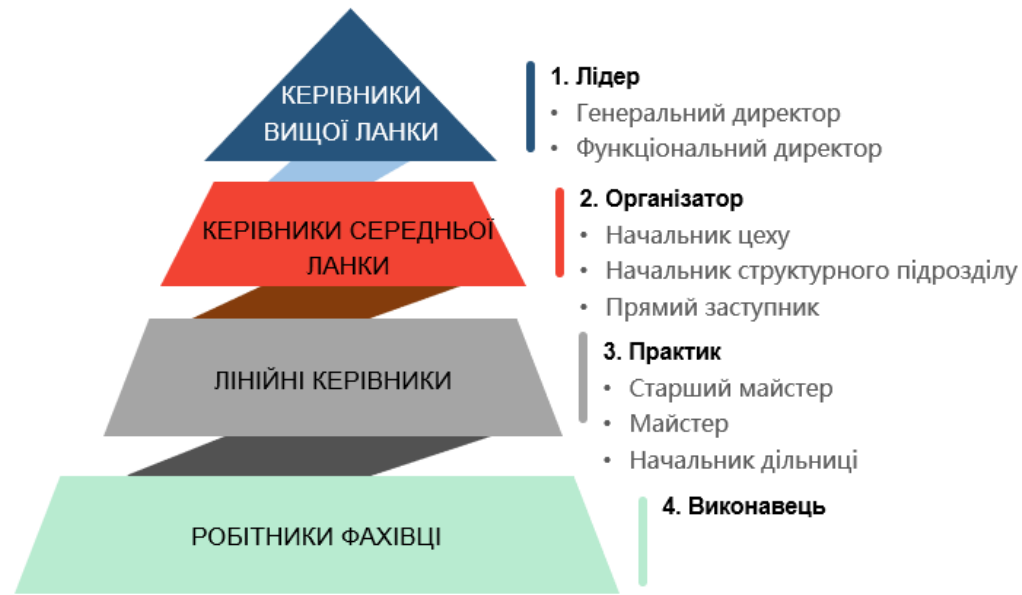 КЕРІВНИКИ
ВИЩОЇ ЛАНКИ
1. Лідер
• Генеральний директор
• Функціональний директор
КЕРІВНИКИ СЕРЕДНЬОЇ
ЛАНКИ
2. Організатор
• Начальник цеху
• Начальник структурного підрозділу
• Прямий заступник
ЛІНІЙНІ КЕРІВНИКИ
3. Практик
• Старший майстер
• Майстер
• Начальник дільниці
РОБІТНИКИ ФАХІВЦІ
4. Виконавець